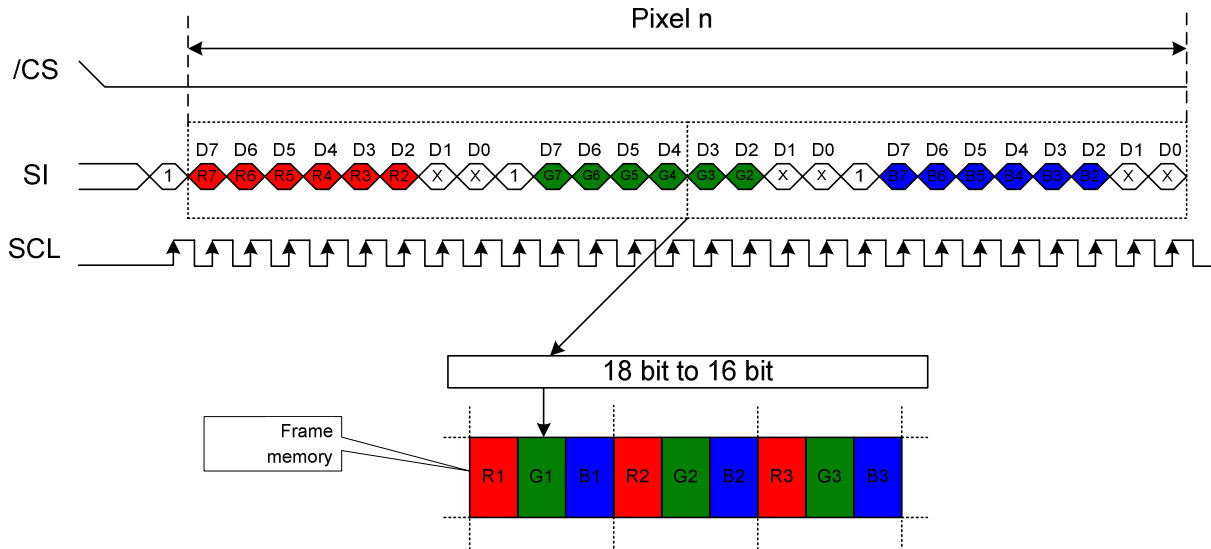 Pixel n
/CS
D7 D6 D5 D4 D3 D2 D1 D0 D7 D6 D5 D4 D3 D2 D1 D0 D7 D6 D5 D4 D3 D2 D1 D0
SI 1 R7 R6 R5 R4 R3 R2 X X 1 G7 G6 G5 G4 G3 G2 X X 1 B7 B6 B5 B4 B3 B2 X X
SCL
18 bit to 16 bit
Frame
memory
R1 G1 B1 R2 G2 B2 R3 G3 B3